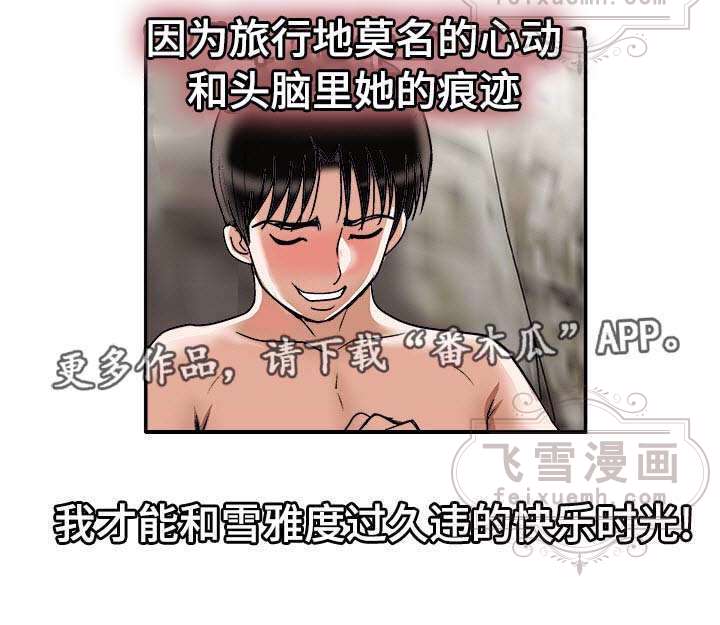 因为旅行地莫名的心动
和头脑里她的痕迹
更多作品，请下载“番木瓜”APP。
飞雪漫画
feixuemh.com
我才能和雪雅度过久违的快乐时光!